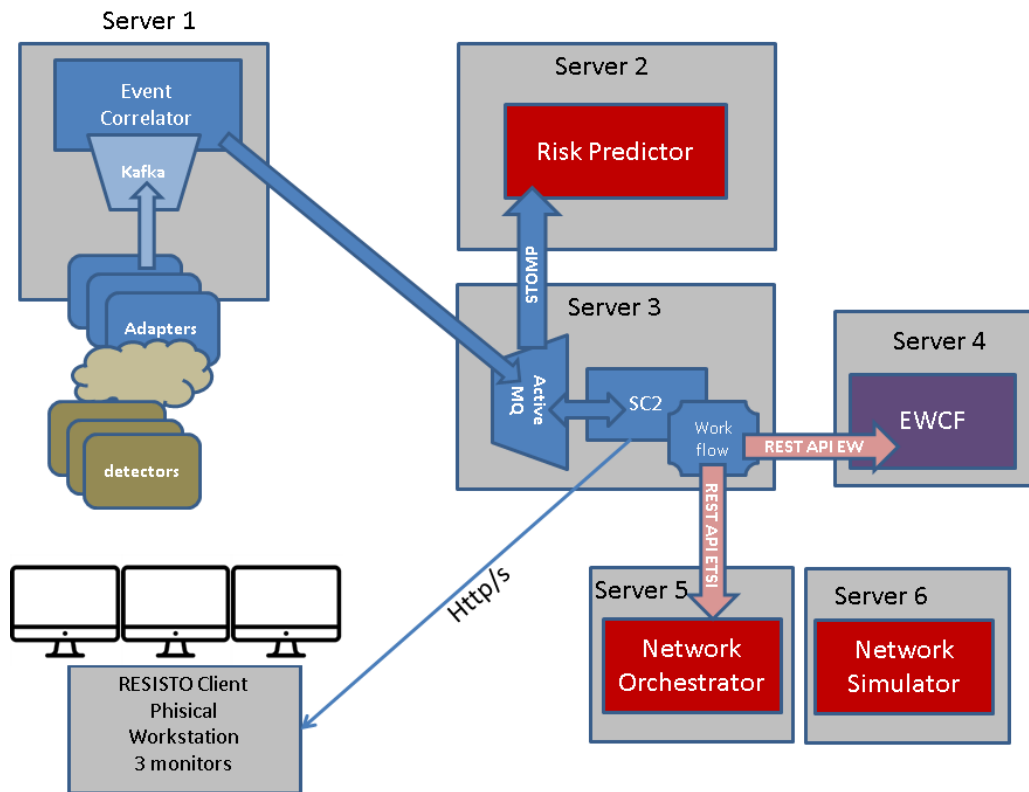 Server 1
Event
Correlator
Kafka
Adapters
detectors
Server 2
Risk Predictor
STOMP
Server 3
Active
MQ
SC2
Work
flow
REST API EW
REST API ETSI
Server 4
EWCF
Http/s
Server 5
Network
Orchestrator
Server 6
Network
Simulator
RESISTO Client
Phisical
Workstation
3 monitors